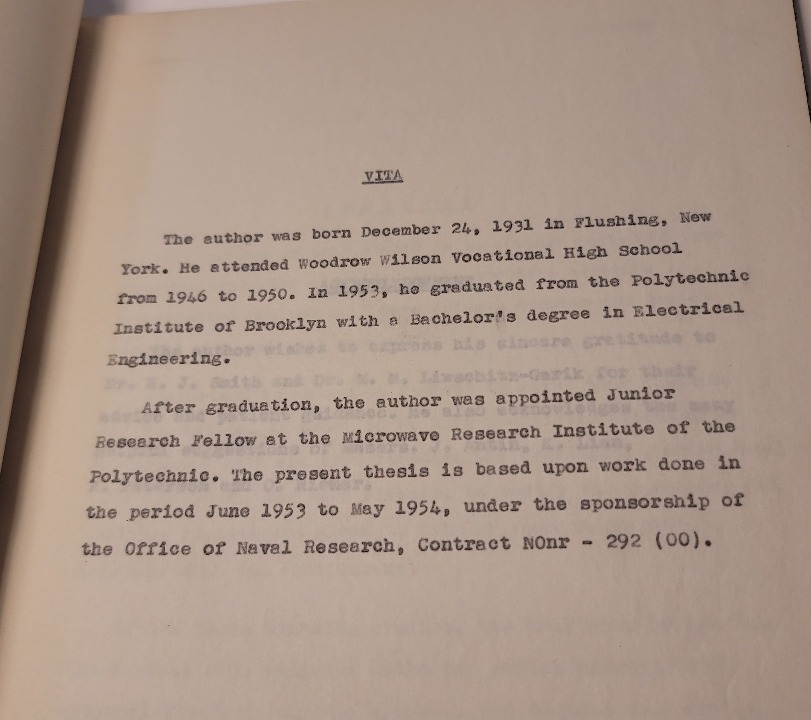 VITA
The author was born December 24, 1931 in Flushing, New
York. He attended Woodrow Wilson Vocational High School
from 1946 to 1950. In 1953, he graduated from the Polytechnic
Institute of Brooklyn with a Bachelor's degree in Electrical
Engineering.
After graduation, the author was appointed Junior
Research Fellow at the Microwave Research Institute of the
Polytechnic. The present thesis is based upon work done in
the period June 1953 to May 1954, under the sponsorship of
the Office of Naval Research, Contract NOnr - 292 (00).